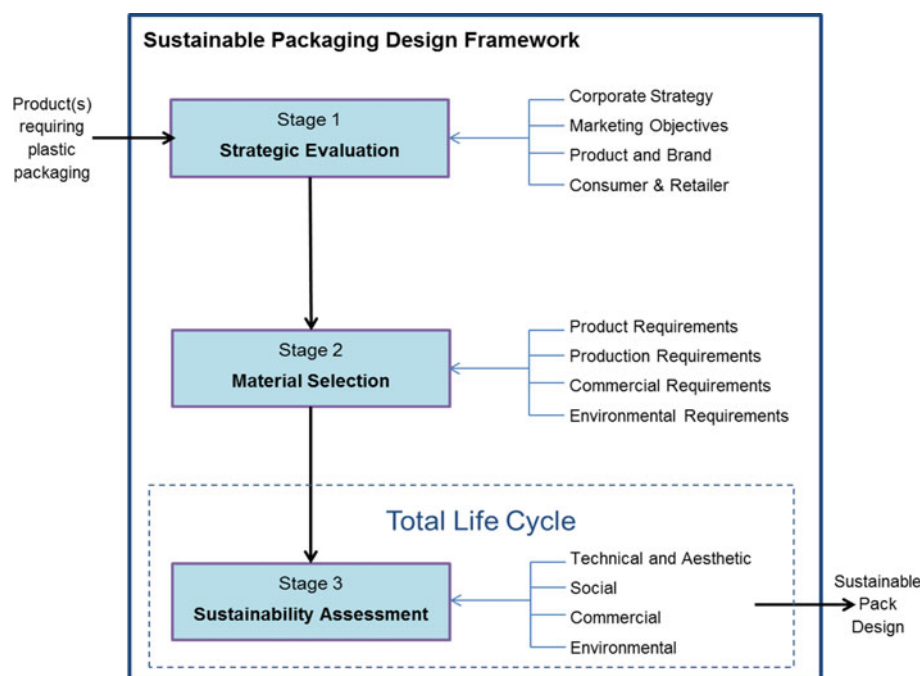 Sustainable Packaging Design Framework
Product(s)
requiring
plastic
packaging
Stage 1
Strategic Evaluation
Corporate Strategy
Marketing Objectives
Product and Brand
Consumer & Retailer
Stage 2
Material Selection
Product Requirements
Production Requirements
Commercial Requirements
Environmental Requirements
Total Life Cycle
Stage 3
Sustainability Assessment
Technical and Aesthetic
Social
Commercial
Environmental
Sustainable
Pack
Design